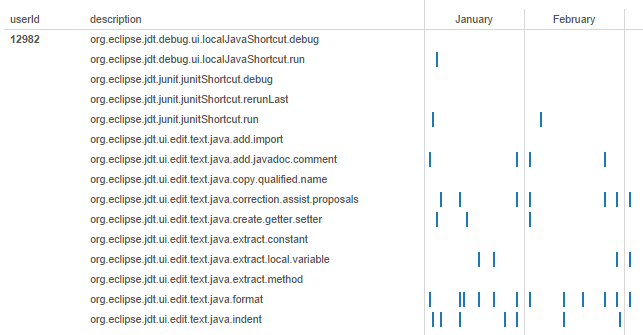 userId description January February
12982 org.eclipse.jdt.debug.ui.localJavaShortcut.debug
org.eclipse.jdt.debug.ui.localJavaShortcut.run
org.eclipse.jdt.junit.junitShortcut.debug
org.eclipse.jdt.junit.junitShortcut.rerunLast
org.eclipse.jdt.junit.junitShortcut.run
org.eclipse.jdt.ui.edit.text.java.add.import
org.eclipse.jdt.ui.edit.text.java.add.javadoc.comment
org.eclipse.jdt.ui.edit.text.java.copy.qualified.name
org.eclipse.jdt.ui.edit.text.java.correction.assist.proposals
org.eclipse.jdt.ui.edit.text.java.create.getter.setter
org.eclipse.jdt.ui.edit.text.java.extract.constant
org.eclipse.jdt.ui.edit.text.java.extract.local.variable
org.eclipse.jdt.ui.edit.text.java.extract.method
org.eclipse.jdt.ui.edit.text.java.format
org.eclipse.jdt.ui.edit.text.java.indent